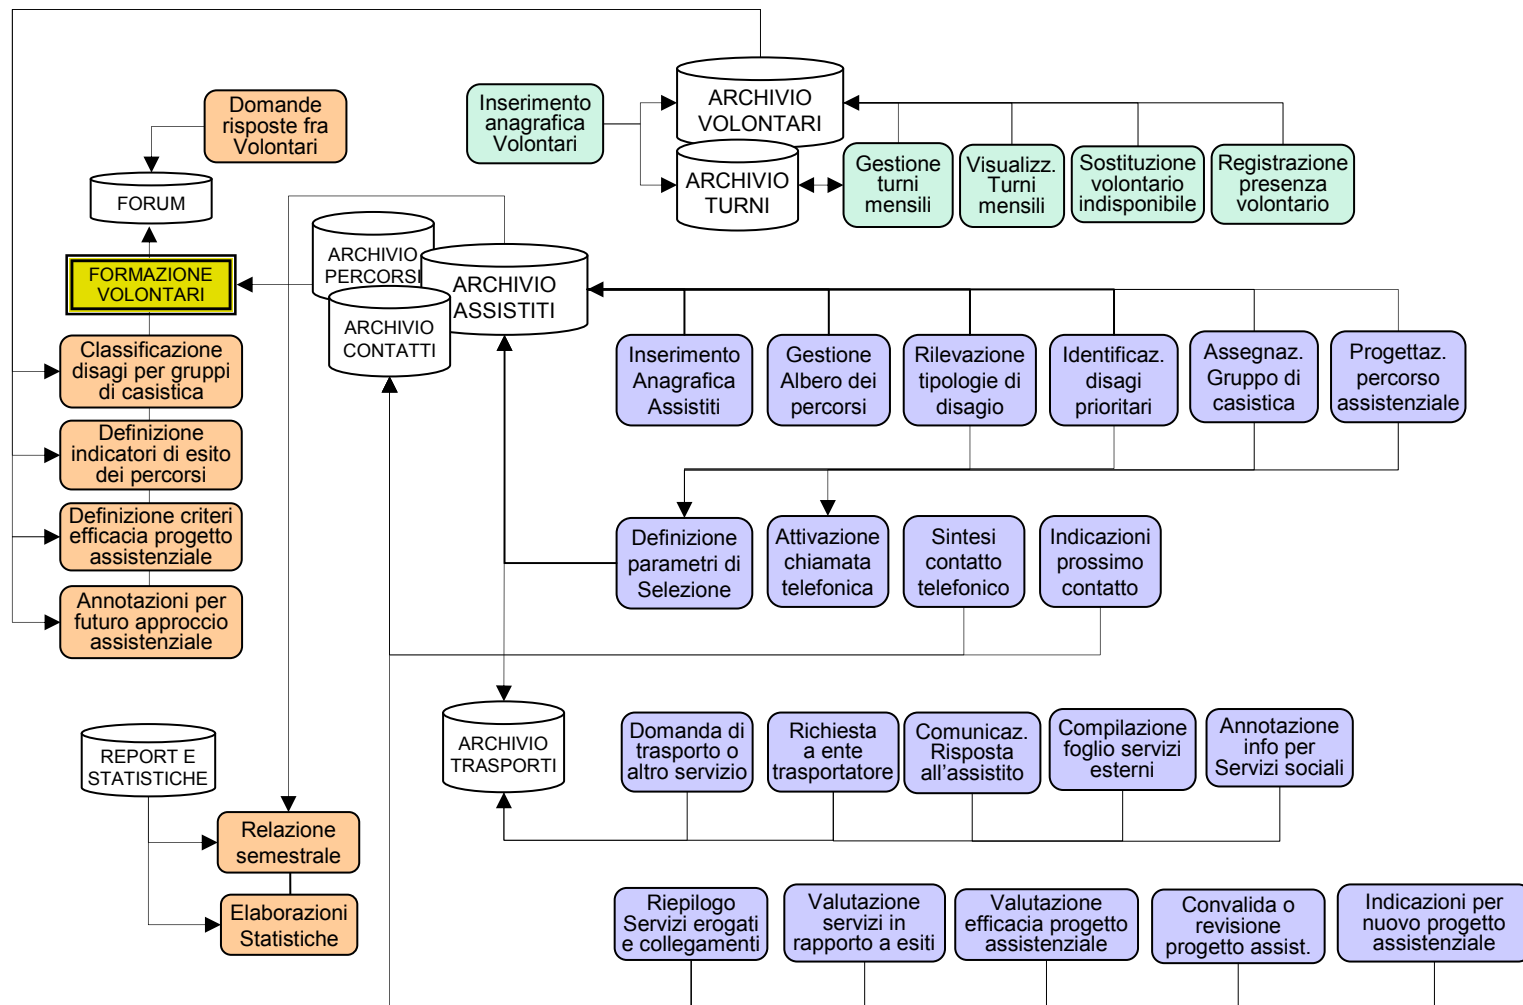 Domande
risposte fra
Volontari
Inserimento
anagrafica
Volontari
ARCHIVIO
VOLONTARI
ARCHIVIO
TURNI
Gestione
turni
mensili
Visualizz.
Turni
mensili
Sostituzione
volontario
indisponibile
Registrazione
presenza
volontario
FORUM
FORMAZIONE
VOLONTARI
ARCHIVIO
PERCORSI
ARCHIVIO
ASSISTITI
ARCHIVIO
CONTATTI
Classificazione
disagi per gruppi
di casistica
Definizione
indicatori di esito
dei percorsi
Definizione criteri
efficacia progetto
assistenziale
Annotazioni per
futuro approccio
assistenziale
Inserimento
Anagrafica
Assistiti
Gestione
Albero dei
percorsi
Rilevazione
tipologie di
disagio
Identificaz.
disagi
prioritari
Assegnaz.
Gruppo di
casistica
Progettaz.
percorso
assistenziale
Definizione
parametri di
Selezione
Attivazione
chiamata
telefonica
Sintesi
contatto
telefonico
Indicazioni
prossimo
contatto
REPORT E
STATISTICHE
ARCHIVIO
TRASPORTI
Domanda di
trasporto o
altro servizio
Richiesta
a ente
trasportatore
Comunicaz.
Risposta
all'assistito
Compilazione
foglio servizi
esterni
Annotazione
info per
Servizi sociali
Relazione
semestrale
Elaborazioni
Statistiche
Riepilogo
Servizi erogati
e collegamenti
Valutazione
servizi in
rapporto a esiti
Valutazione
efficacia progetto
assistenziale
Convalida o
revisione
progetto assist.
Indicazioni per
nuovo progetto
assistenziale